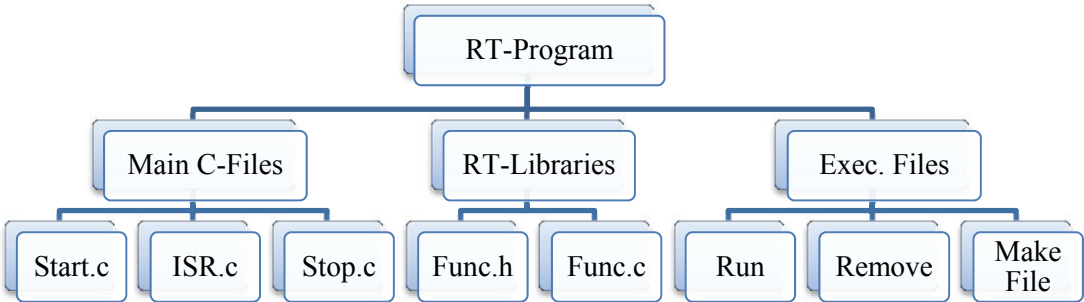 RT-Program
Main C-Files
RT-Libraries
Exec. Files
Start.c
ISR.c
Stop.c
Func.h
Func.c
Run
Remove
Make
File